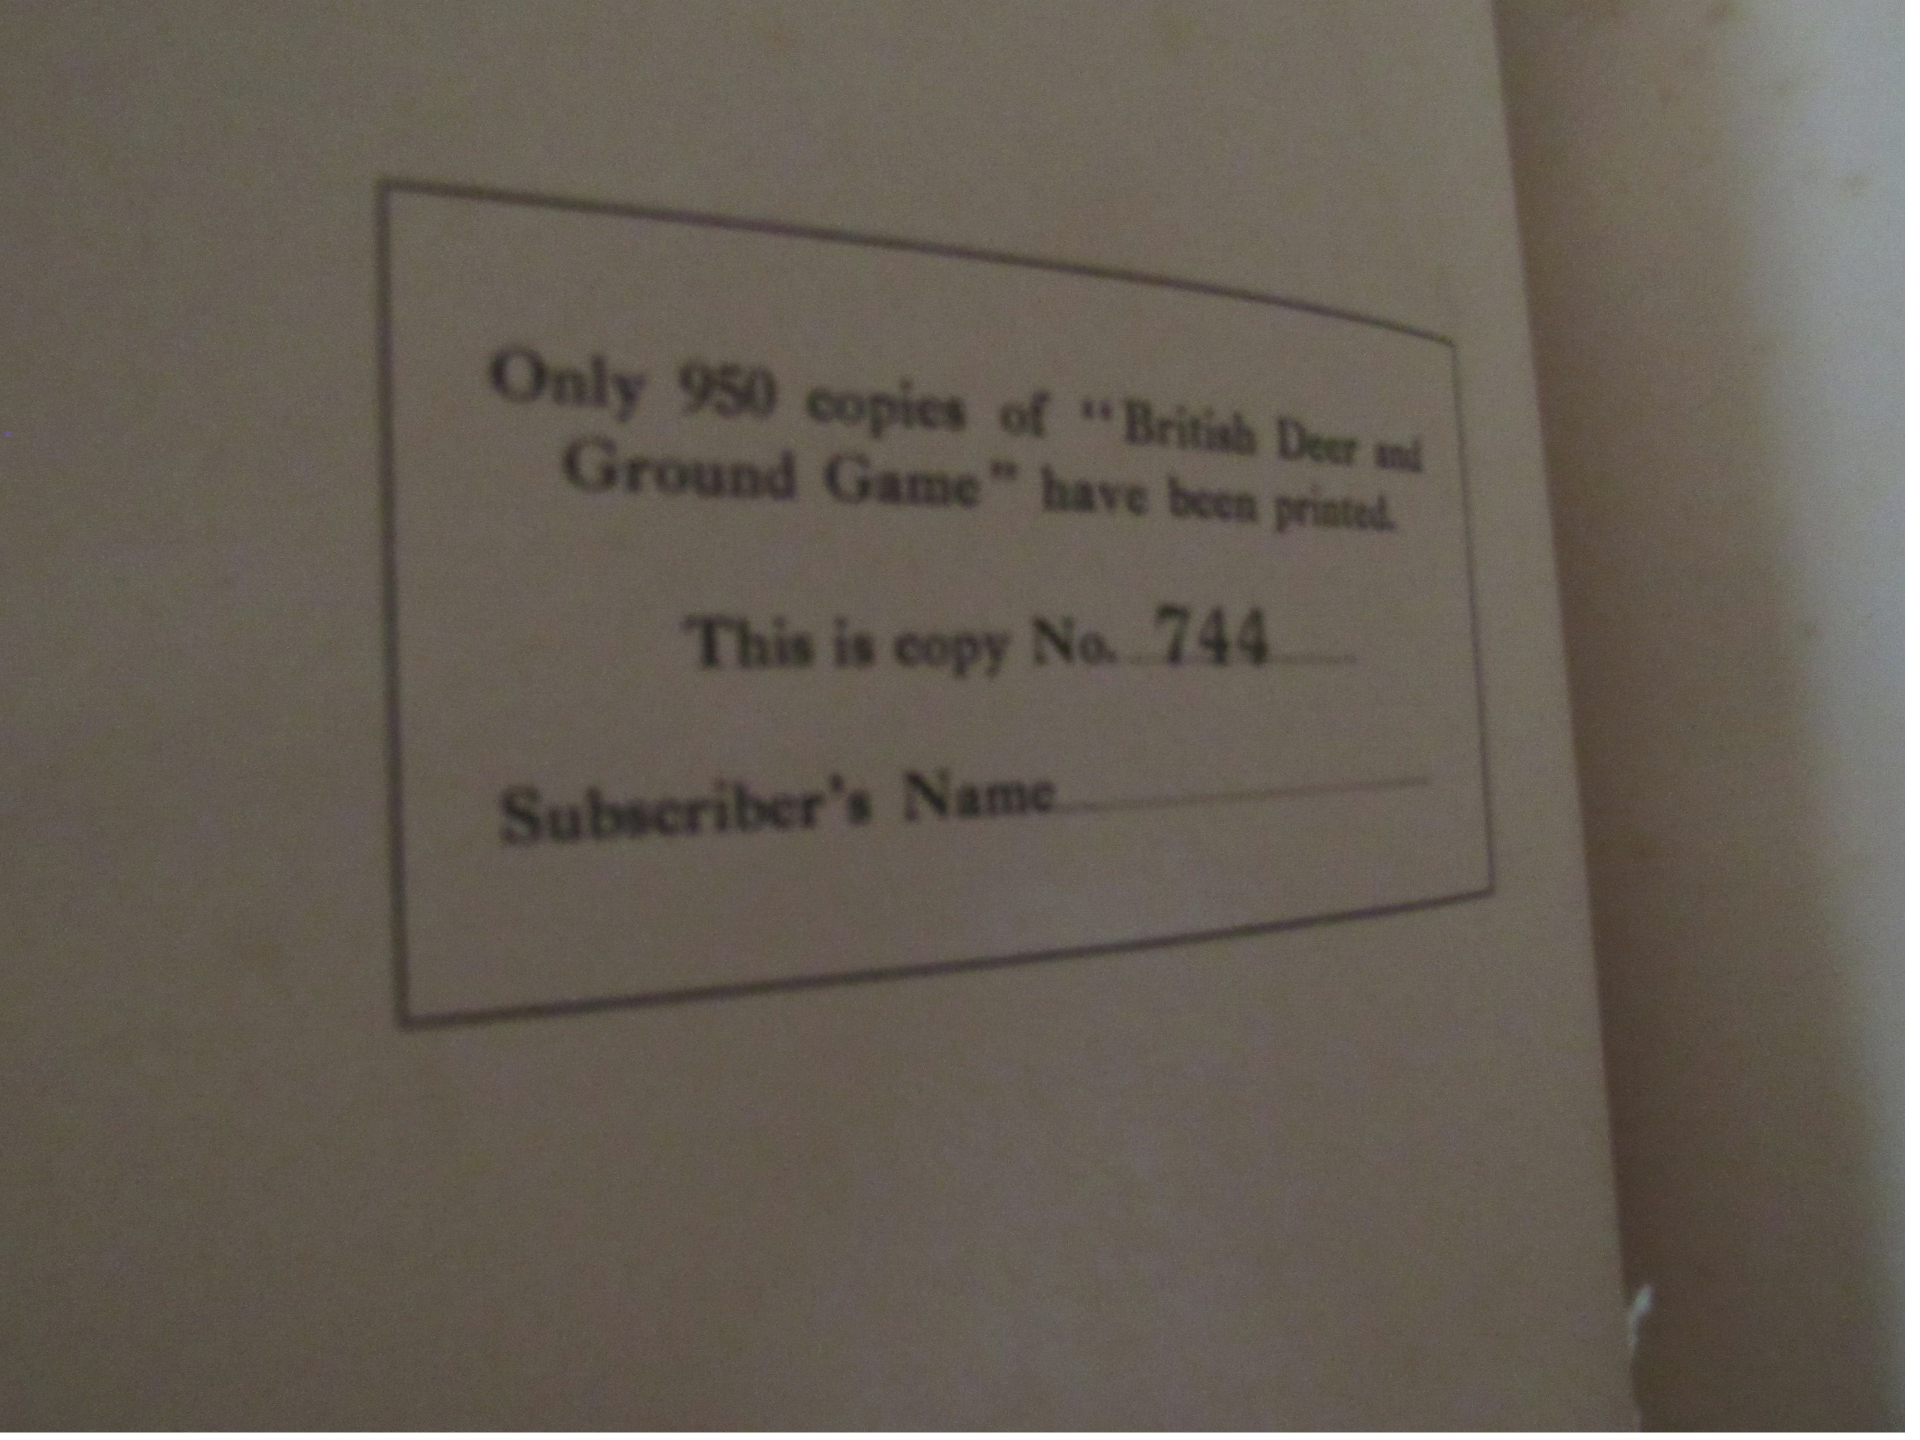 Only 950 copies of “British Deer and
Ground Game” have been printed.
This is copy No. 744
Subscriber’s Name